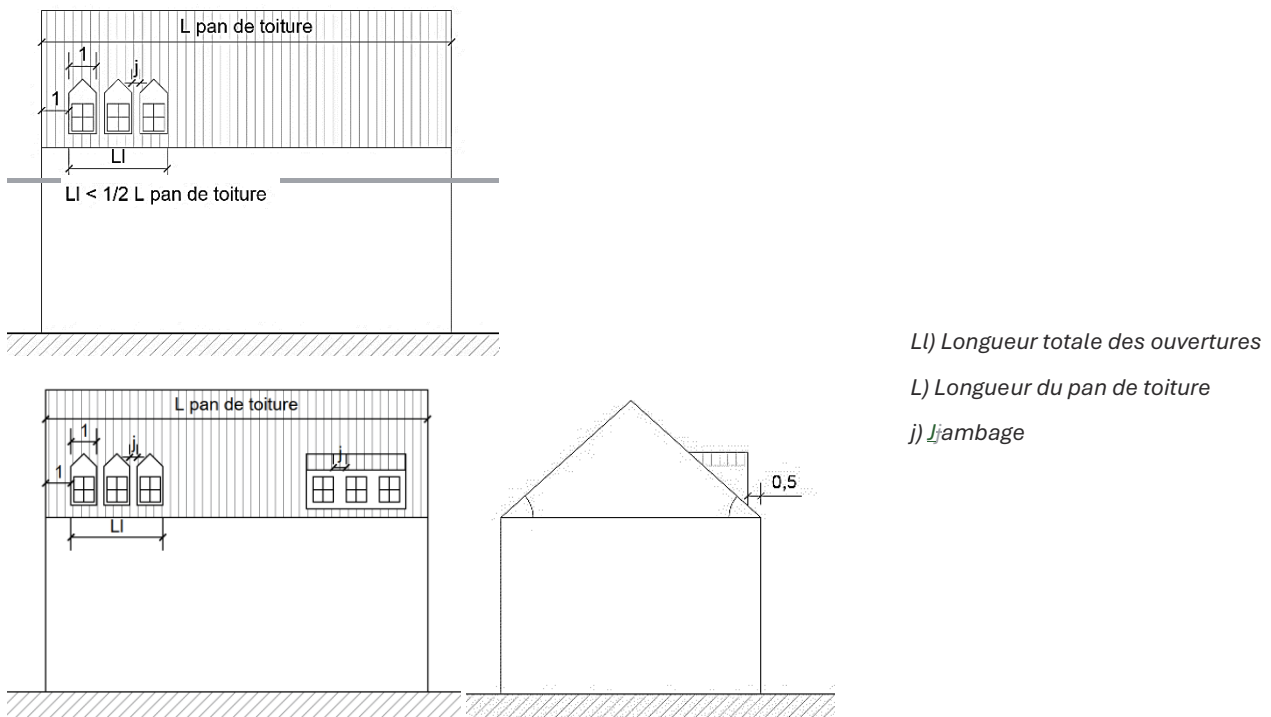 L pan de toiture
1
j
1
Ll
Ll < 1/2 L pan de toiture
Ll) Longueur totale des ouvertures
L) Longueur du pan de toiture
j) Jjambage
L pan de toiture
1
j
j
1
Ll
0,5